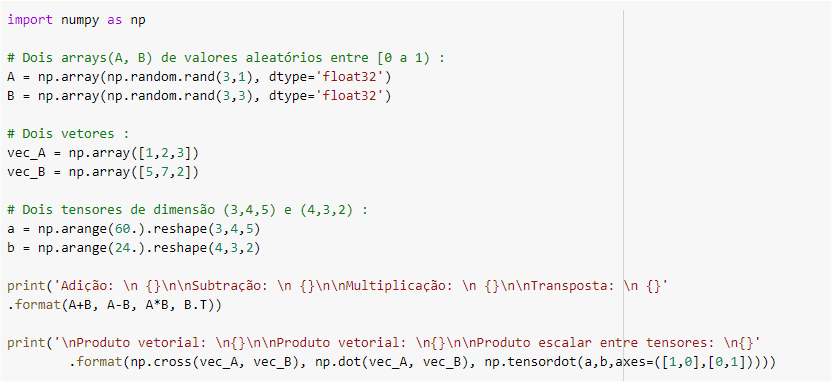 import numpy as np
# Dois arrays(A, B) de valores aleatórios entre [0 a 1) :
A = np.array(np.random.rand(3,1), dtype='float32')
B = np.array(np.random.rand(3,3), dtype='float32')
# Dois vetores :
vec_A = np.array([1,2,3])
vec_B = np.array([5,7,2])
# Dois tensores de dimensão (3,4,5) e (4,3,2) :
a = np.arange(60.).reshape(3,4,5)
b = np.arange(24.).reshape(4,3,2)
print('Adição: \n {}\n\nSubtração: \n {}\n\nMultiplicação: \n {}\n\nTransposta: \n {}'
.format(A+B, A-B, A*B, B.T))
print('\nProduto vetorial: \n{}\n\nProduto vetorial: \n{}\n\nProduto escalar entre tensores: \n{}'
.format(np.cross(vec_A, vec_B), np.dot(vec_A, vec_B), np.tensordot(a,b,axes=([1,0],[0,1]))))